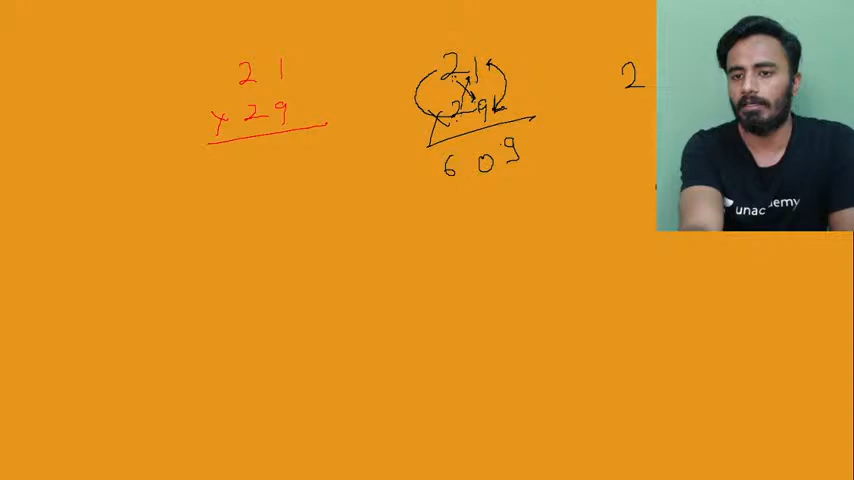 2 1
x 2 9
2 1
x 2 9
6 0 9
2
unacademy